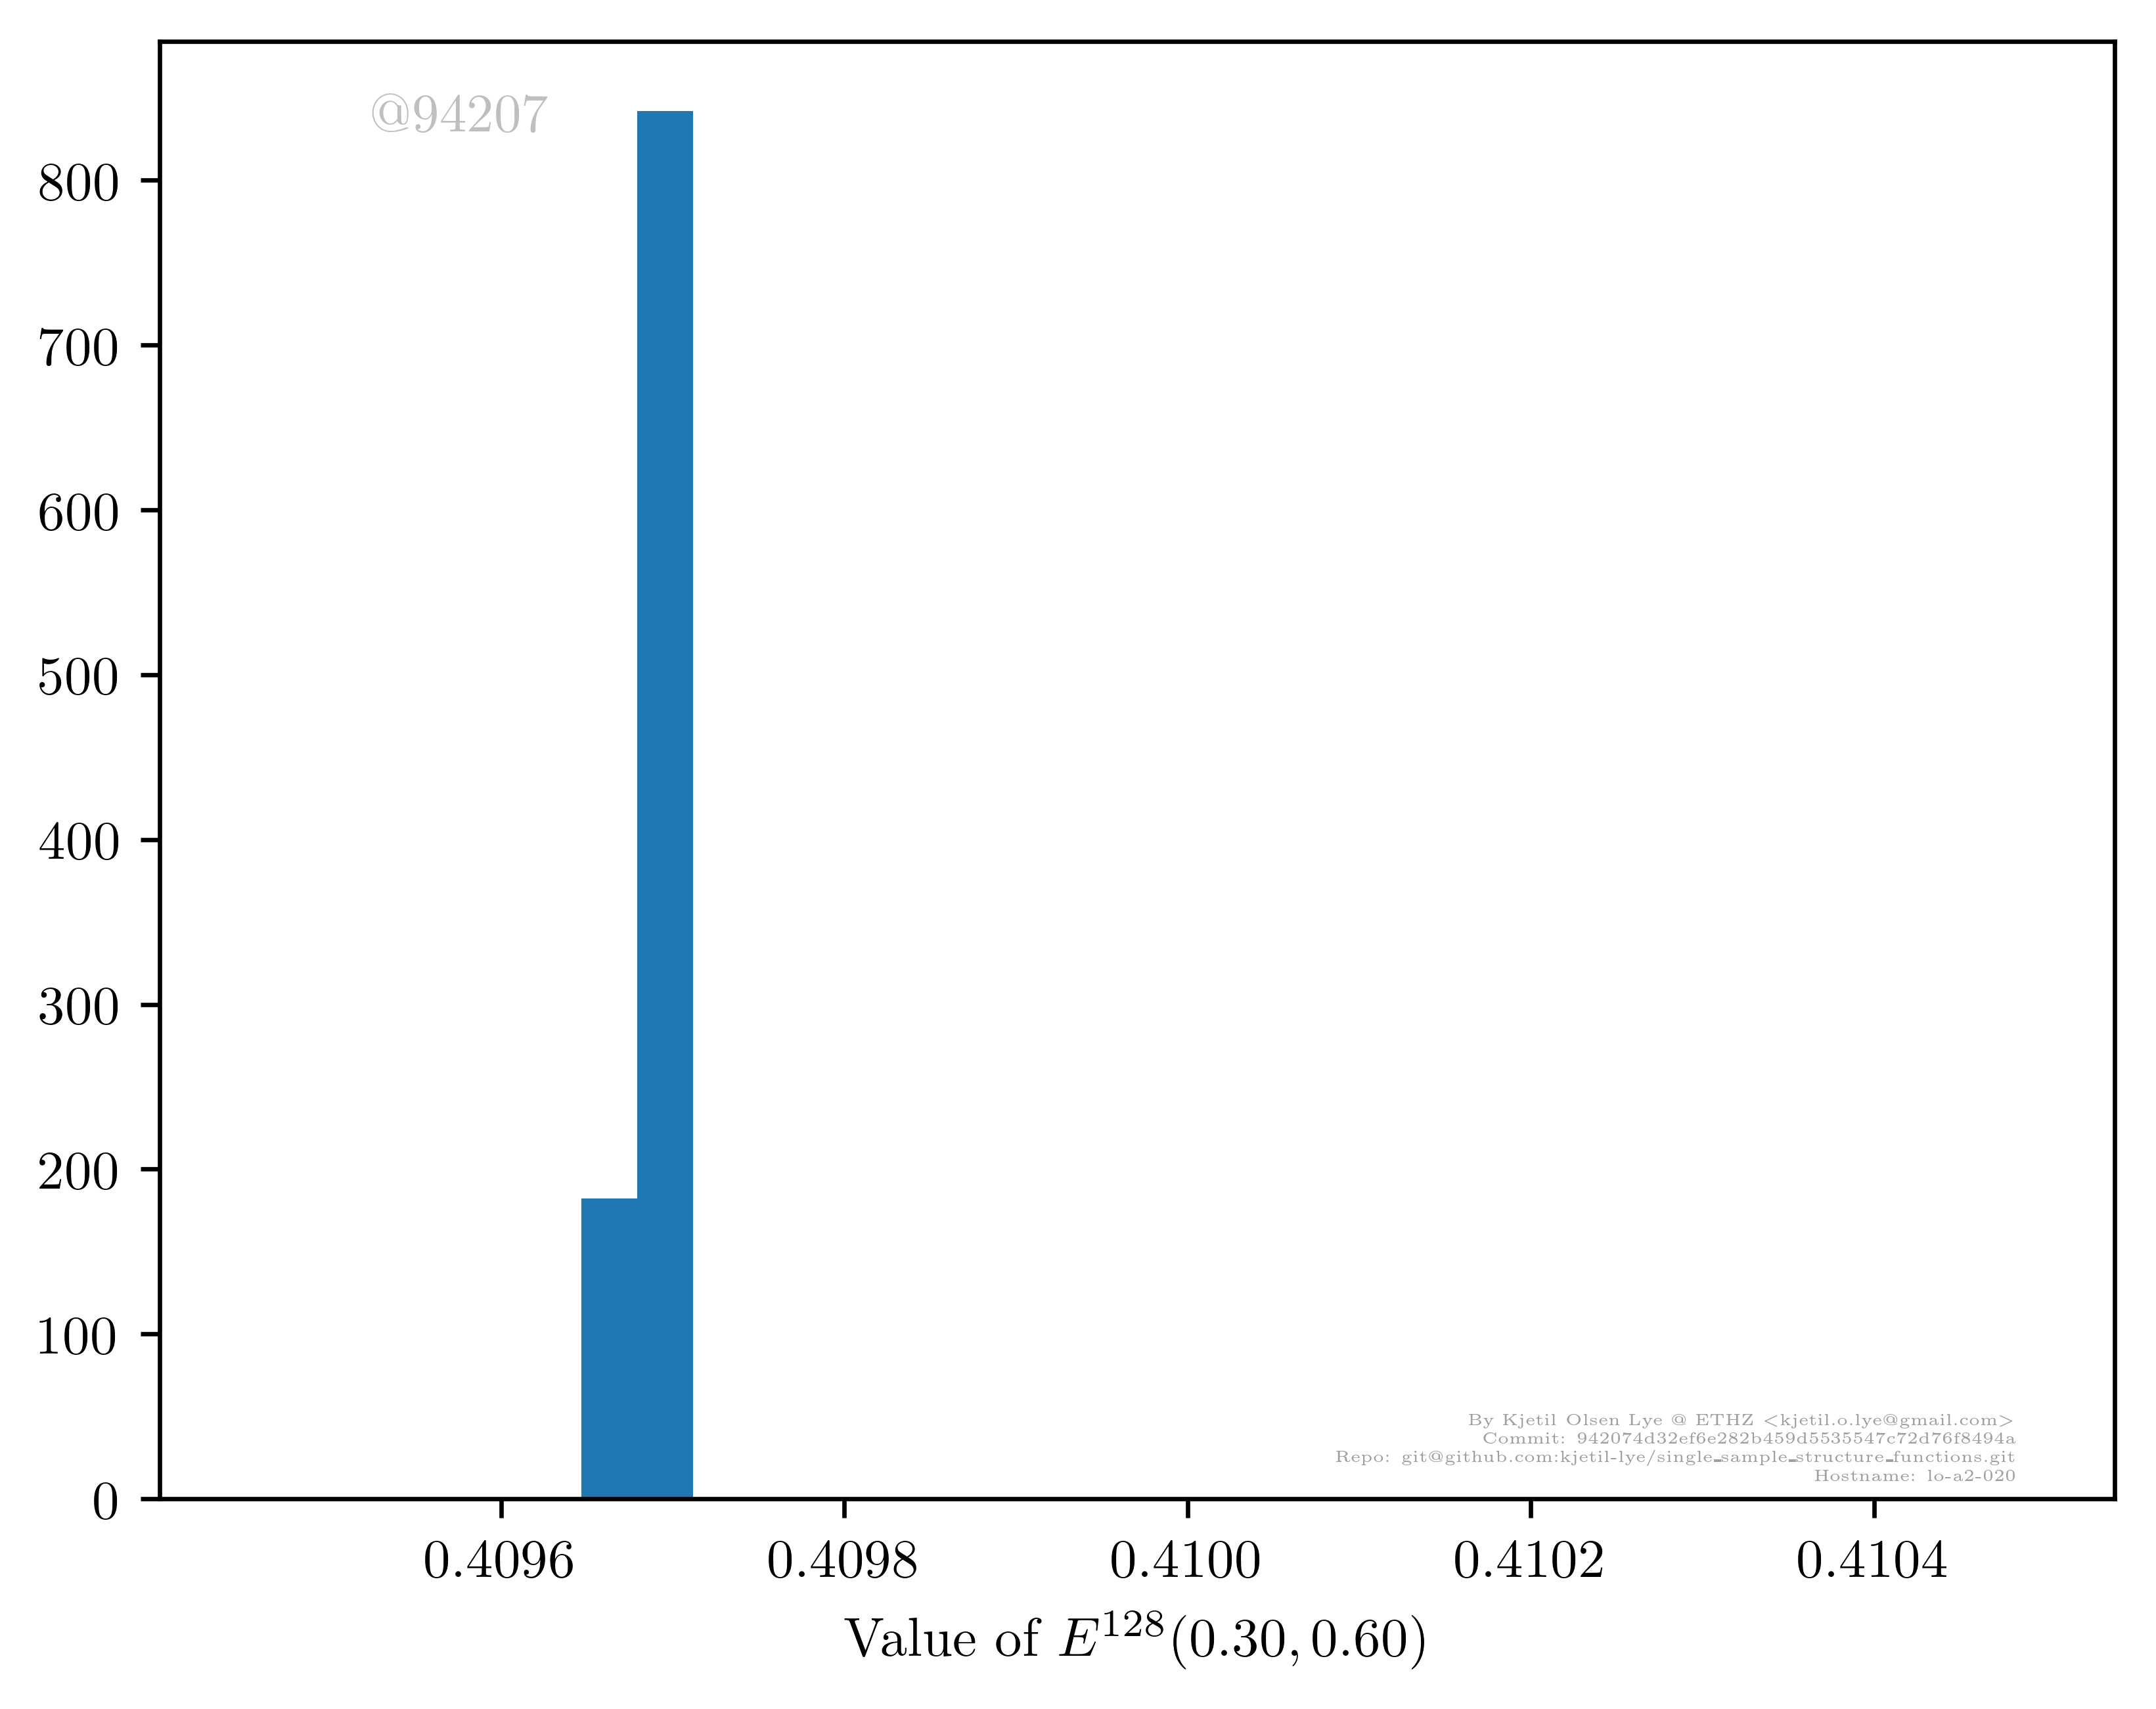 @94207
800
700
600
500
400
300
200
100
0
By Kjetil Olsen Lye @ ETHZ <kjetil.o.lye@gmail.com>
Commit: 942074d32ef6e282b459d5535547c72d76f8494a
Repo: git@github.com:kjetil-lye/single_sample_structure_functions.git
Hostname: lo-a2-020
0.4096 0.4098 0.4100 0.4102 0.4104
Value of E^128(0.30, 0.60)